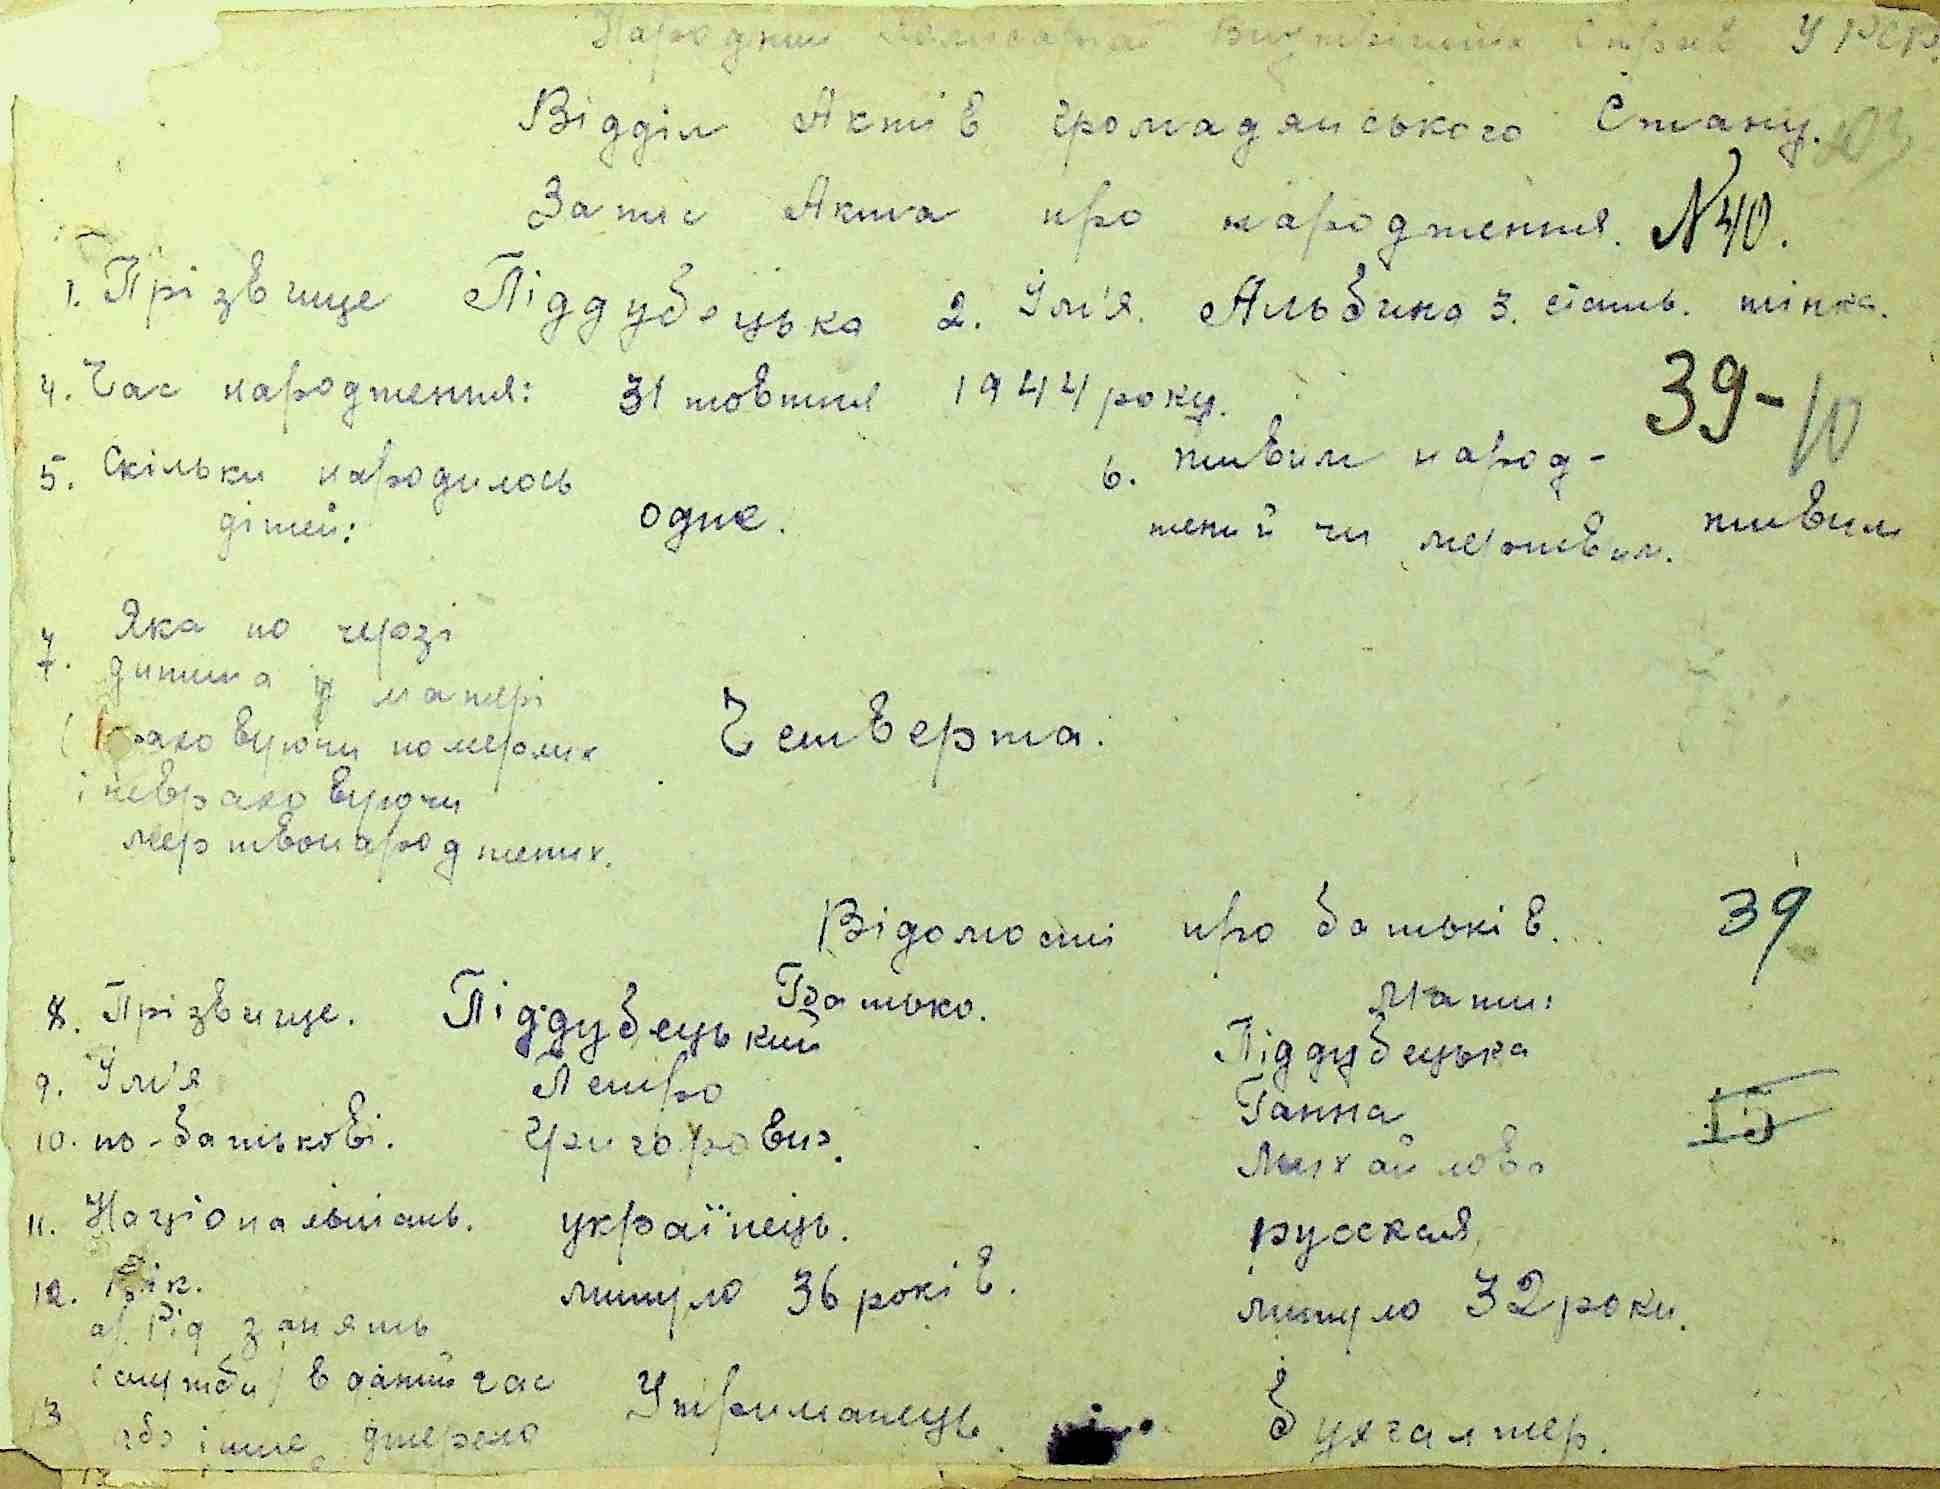 Народний Комісаріат Внутрішніх Справ УРСР.
Відділ Актів громадянського Стану.
Запис Акта про народження. N 40.
1. Прізвище Піддубецька 2. Ім'я. Альбина 3. стать. жінка.
4. Час народження: 31 жовтня 1944 року. 39-10
5. Скільки народилось дітей: одне. 6. живим народ-
жений чи мертвим. живим
7. Яка по черзі
дитина у матері
(враховуючи померлих Четверта.
і невраховуючи
мертвонароджених.
Відомості про батьків. 39
Батько. Мати:
8. Прізвище. Піддубецький Піддубецька
9. Ім'я Петро Ганна
10. по-батькові. Григорович. Михайлова
11. Національність. українець. русская
12. Вік. минуло 36 років. минуло 32 роки.
а). Рід занять
(служби) в даний час Утриманець. бухгалтер.
13 або інше джерело